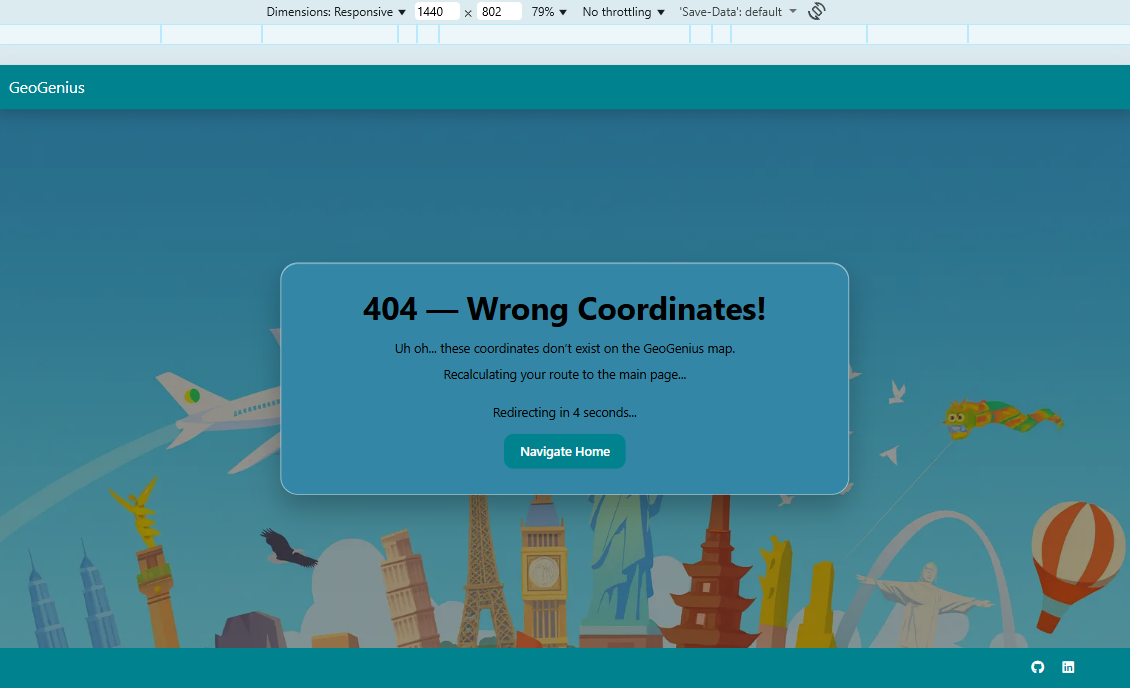 Dimensions: Responsive ▼ 1440 × 802 79% ▼ No throttling ▼ 'Save-Data': default ▼
GeoGenius
404 — Wrong Coordinates!
Uh oh... these coordinates don’t exist on the GeoGenius map.
Recalculating your route to the main page...
Redirecting in 4 seconds...
Navigate Home
in